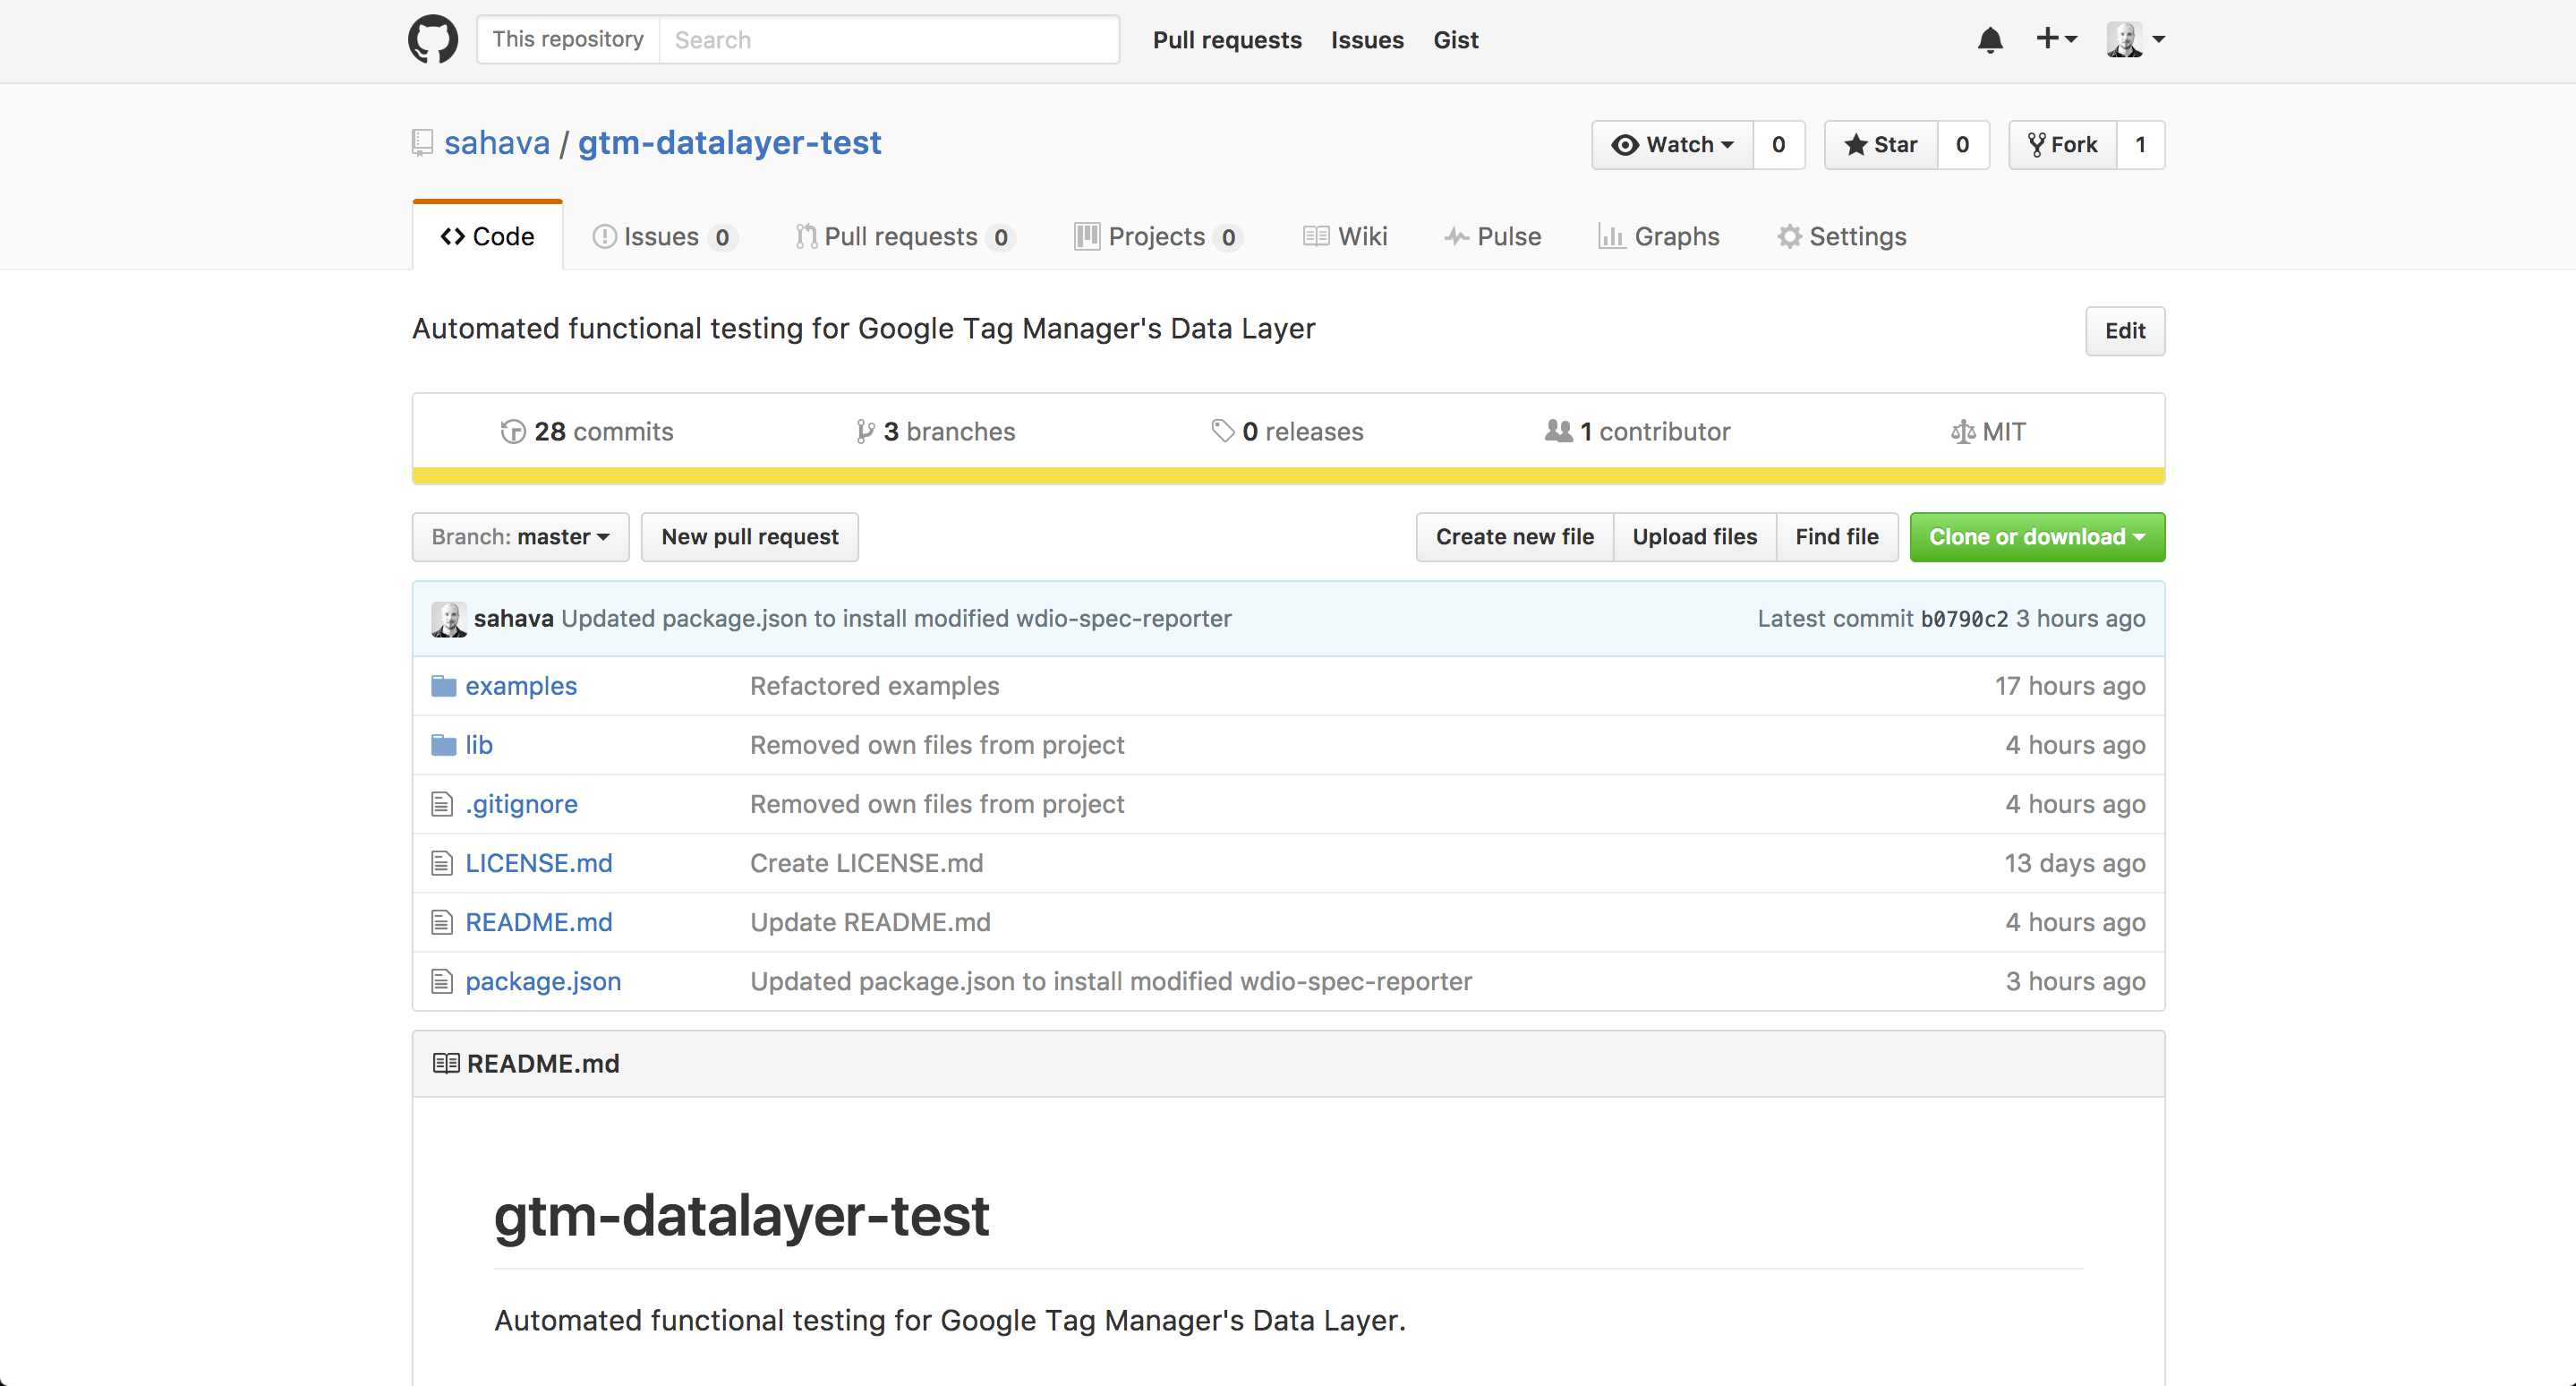 This repository Search Pull requests Issues Gist
sahava / gtm-datalayer-test Watch 0 Star 0 Fork 1
Code Issues 0 Pull requests 0 Projects 0 Wiki Pulse Graphs Settings
Automated functional testing for Google Tag Manager's Data Layer Edit
28 commits 3 branches 0 releases 1 contributor MIT
Branch: master New pull request Create new file Upload files Find file Clone or download
sahava Updated package.json to install modified wdio-spec-reporter Latest commit b0790c2 3 hours ago
examples Refactored examples 17 hours ago
lib Removed own files from project 4 hours ago
.gitignore Removed own files from project 4 hours ago
LICENSE.md Create LICENSE.md 13 days ago
README.md Update README.md 4 hours ago
package.json Updated package.json to install modified wdio-spec-reporter 3 hours ago
README.md
gtm-datalayer-test
Automated functional testing for Google Tag Manager's Data Layer.